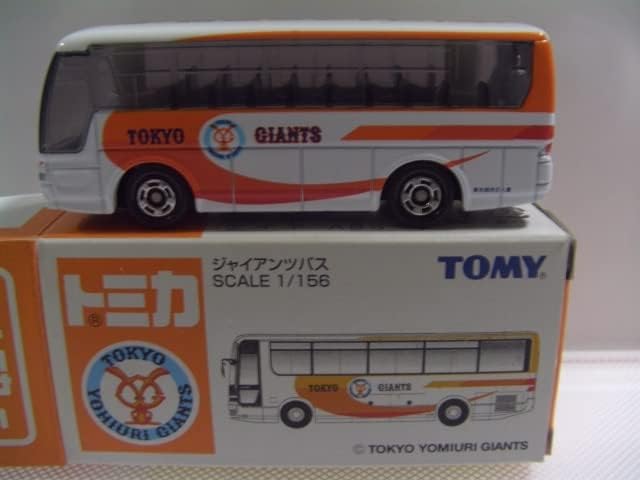 TOKYO GIANTS
トミカ
®
ジャイアンツバス
SCALE 1/156
TOMY
TOKYO
YOMIURI GIANTS
TOKYO GIANTS
© TOKYO YOMIURI GIANTS